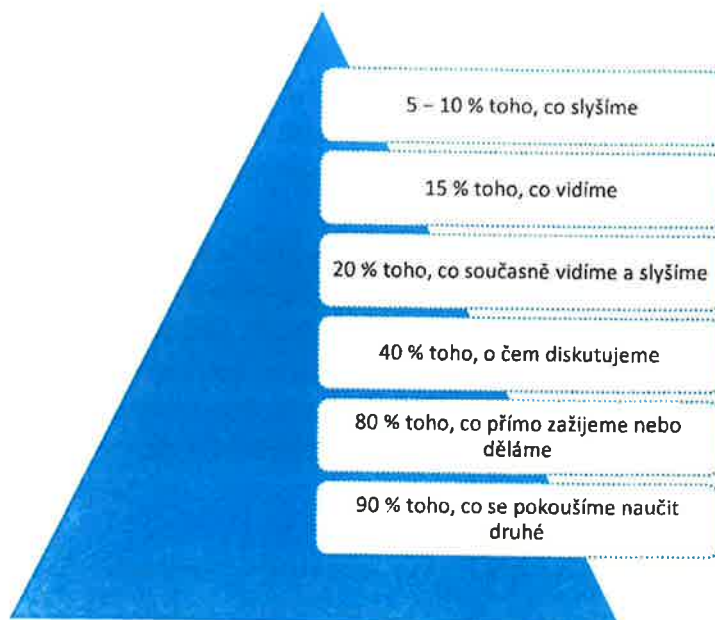 5 – 10 % toho, co slyšíme
15 % toho, co vidíme
20 % toho, co současně vidíme a slyšíme
40 % toho, o čem diskutujeme
80 % toho, co přímo zažijeme nebo
děláme
90 % toho, co se pokoušíme naučit
druhé